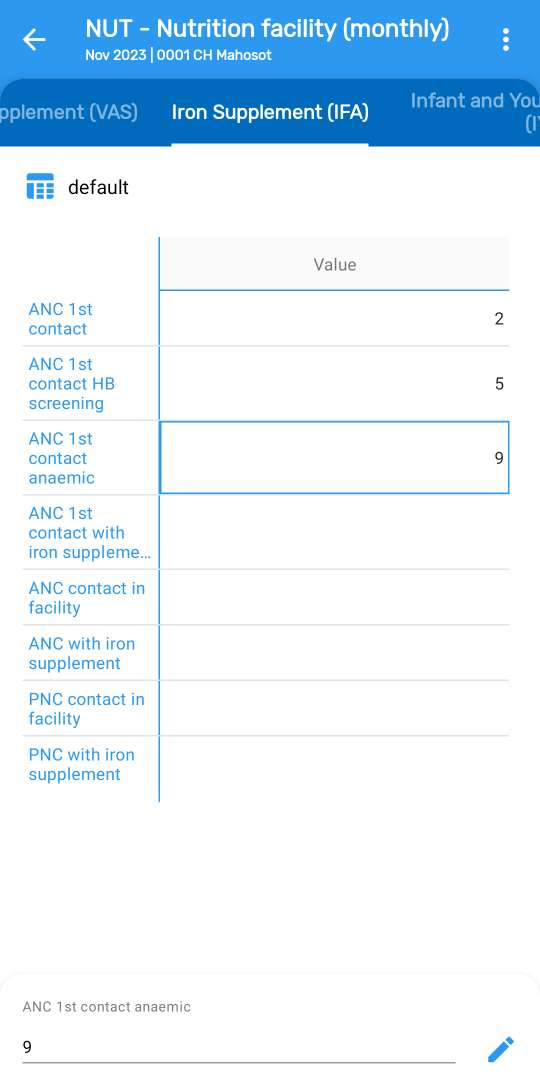 NUT - Nutrition facility (monthly)
Nov 2023 | 0001 CH Mahosot
pplement (VAS)
Iron Supplement (IFA)
Infant and You
(I
default
Value
ANC 1st
contact
2
ANC 1st
contact HB
screening
5
ANC 1st
contact
anaemic
9
ANC 1st
contact with
iron suppleme...
ANC contact in
facility
ANC with iron
supplement
PNC contact in
facility
PNC with iron
supplement
ANC 1st contact anaemic
9